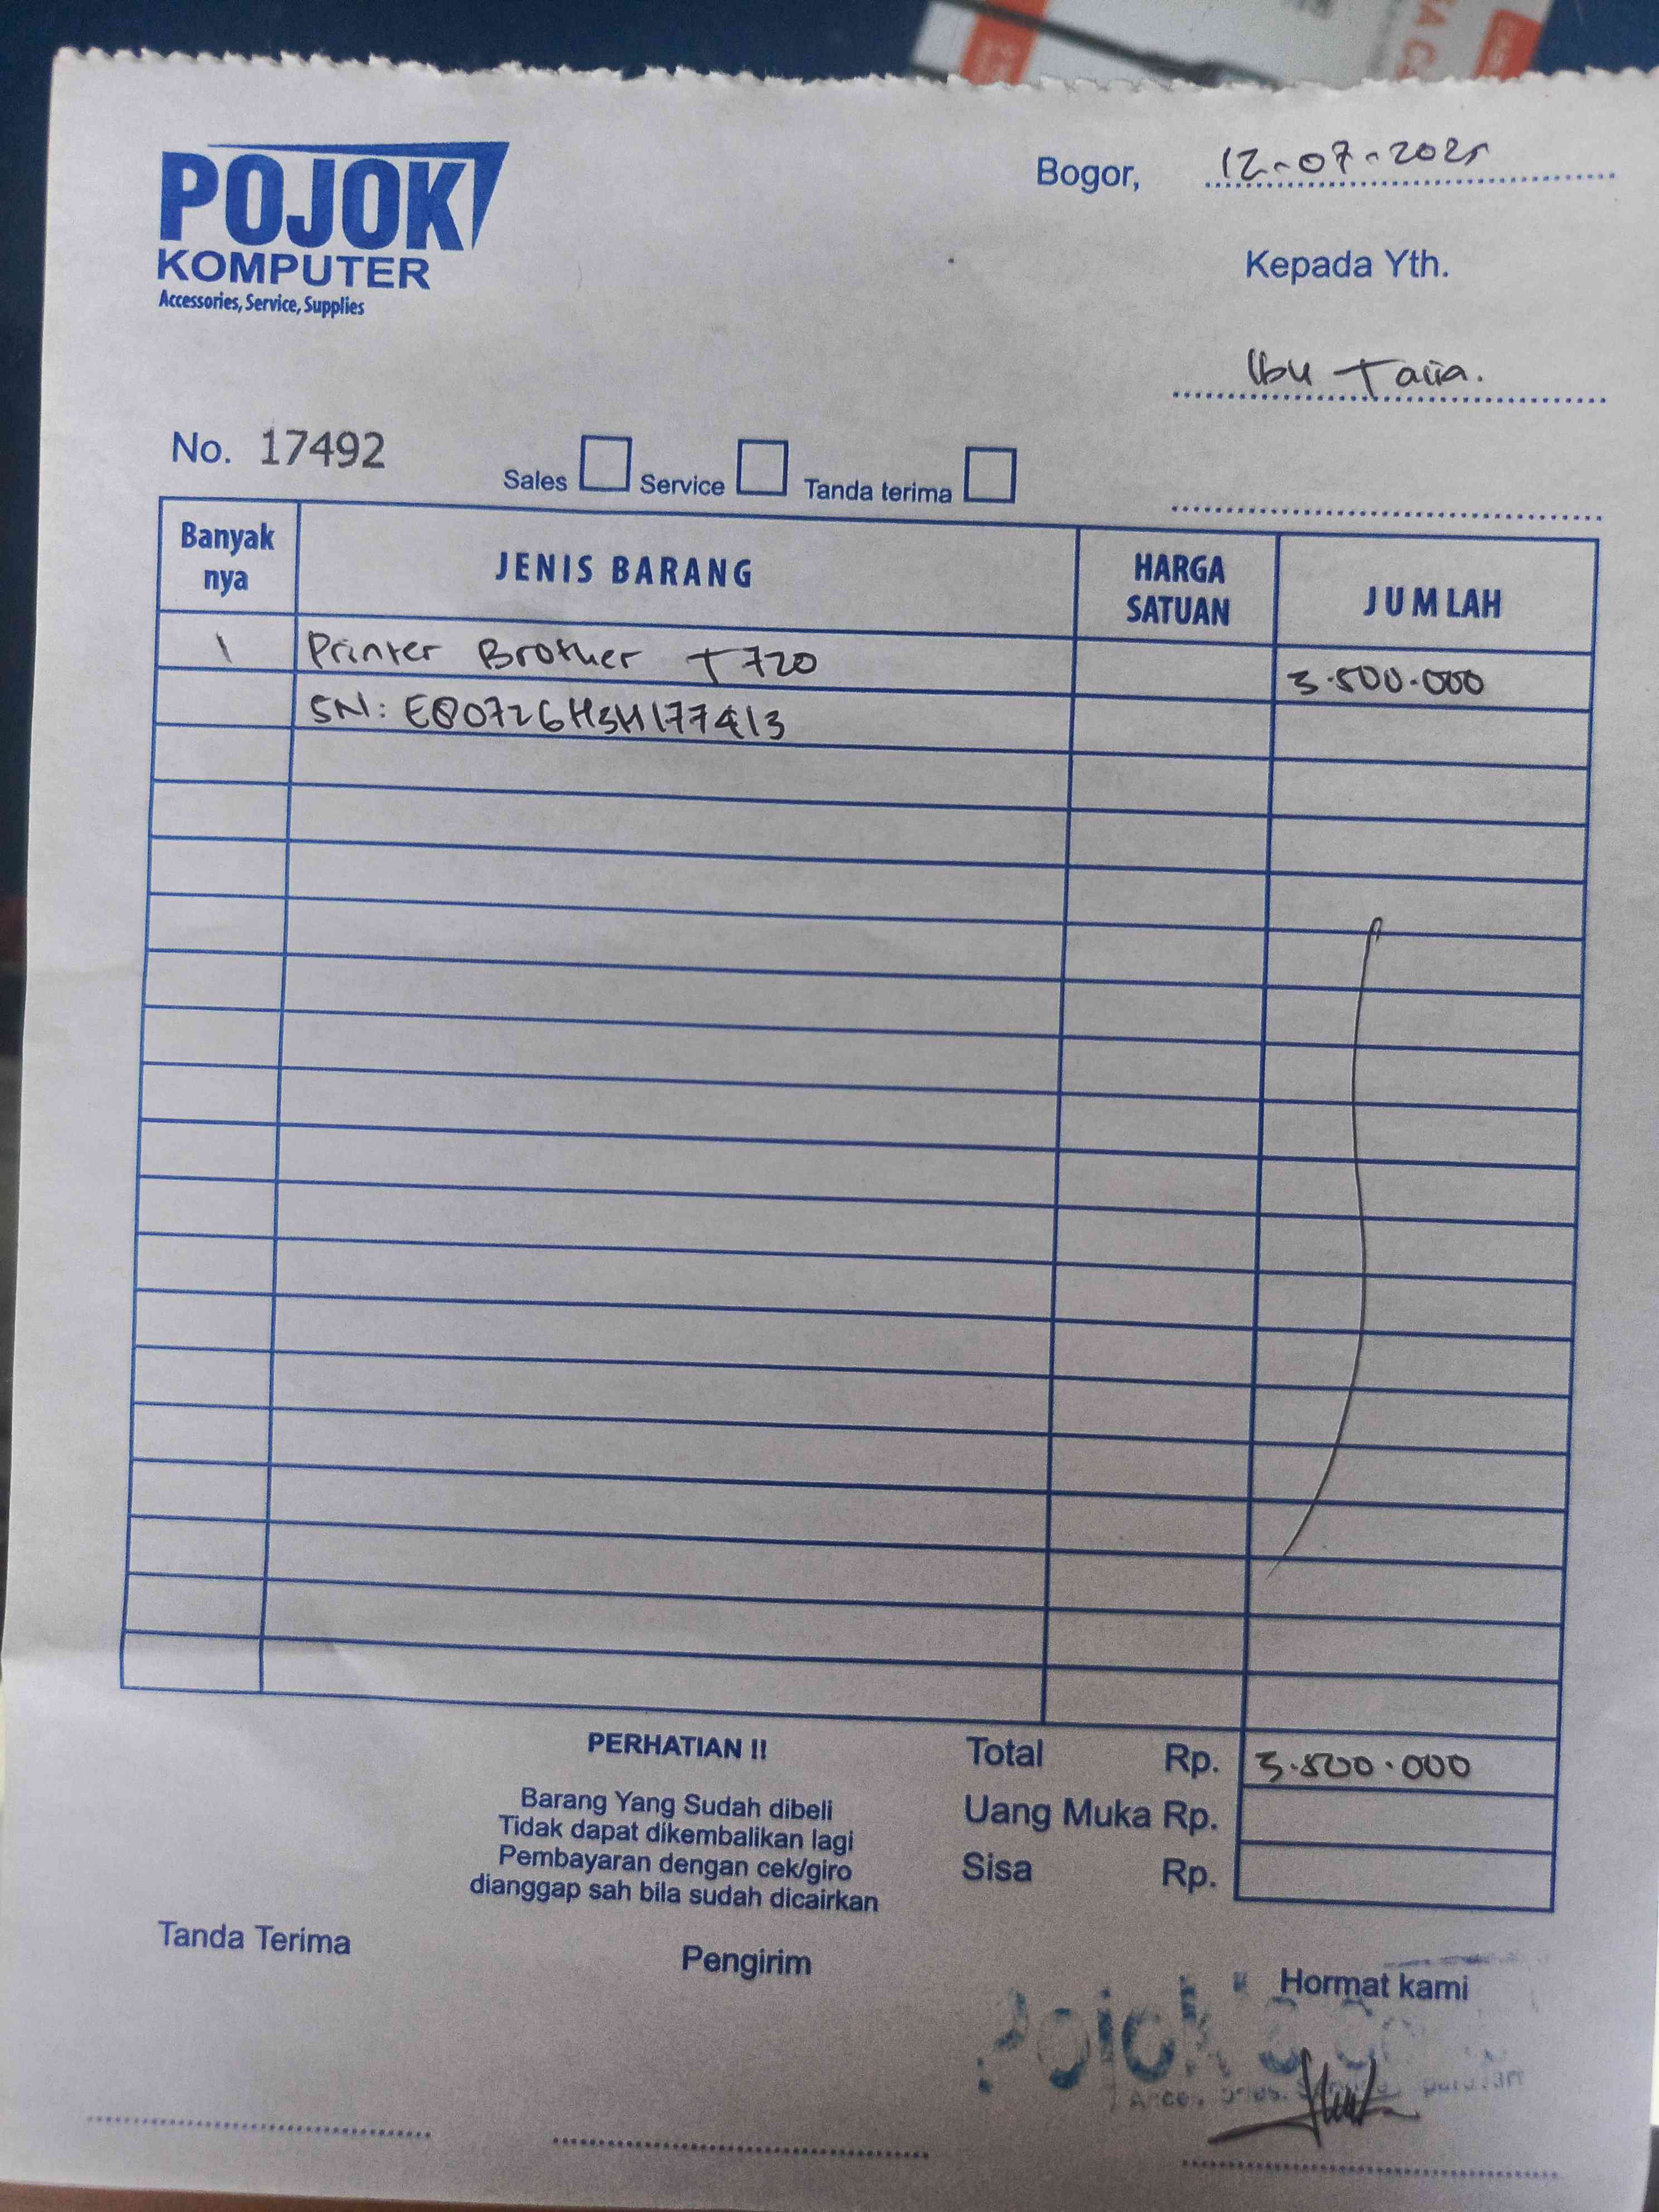 POJOK
KOMPUTER
Accessories, Service, Supplies
Bogor, 12-07-2025
Kepada Yth.
Ibu Taiia.
No. 17492
Sales Service Tanda terima
Banyak nya JENIS BARANG HARGA SATUAN JUMLAH
1 Printer Brother T720 3.500.000
SN: E80726H3H177413
PERHATIAN !!
Barang Yang Sudah dibeli
Tidak dapat dikembalikan lagi
Pembayaran dengan cek/giro
dianggap sah bila sudah dicairkan
Total Rp. 3.500.000
Uang Muka Rp.
Sisa Rp.
Tanda Terima
Pengirim
Hormat kami
Pojok